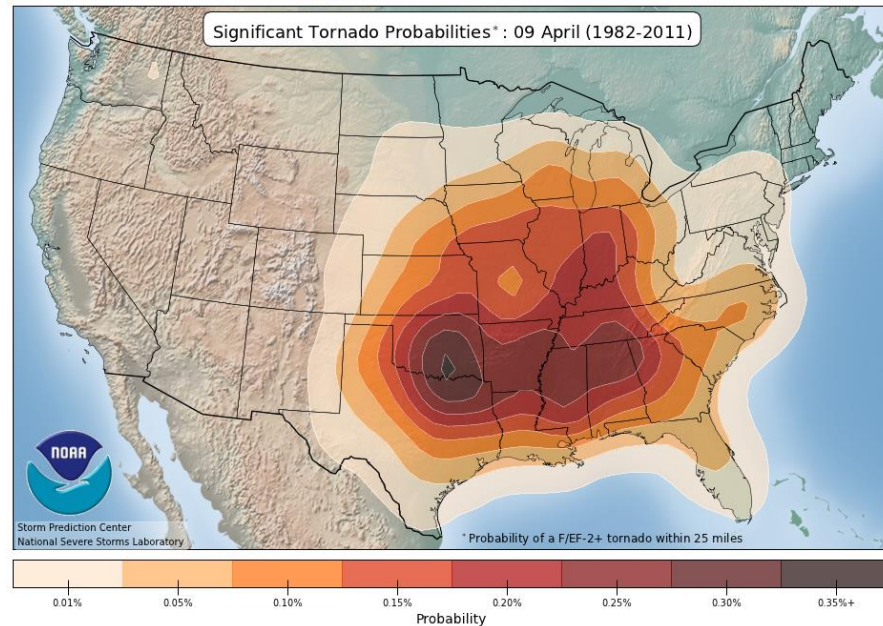 Significant Tornado Probabilities* : 09 April (1982-2011)
NOAA
Storm Prediction Center
National Severe Storms Laboratory
*Probability of a F/EF-2+ tornado within 25 miles
0.01% 0.05% 0.10% 0.15% 0.20% 0.25% 0.30% 0.35%+
Probability